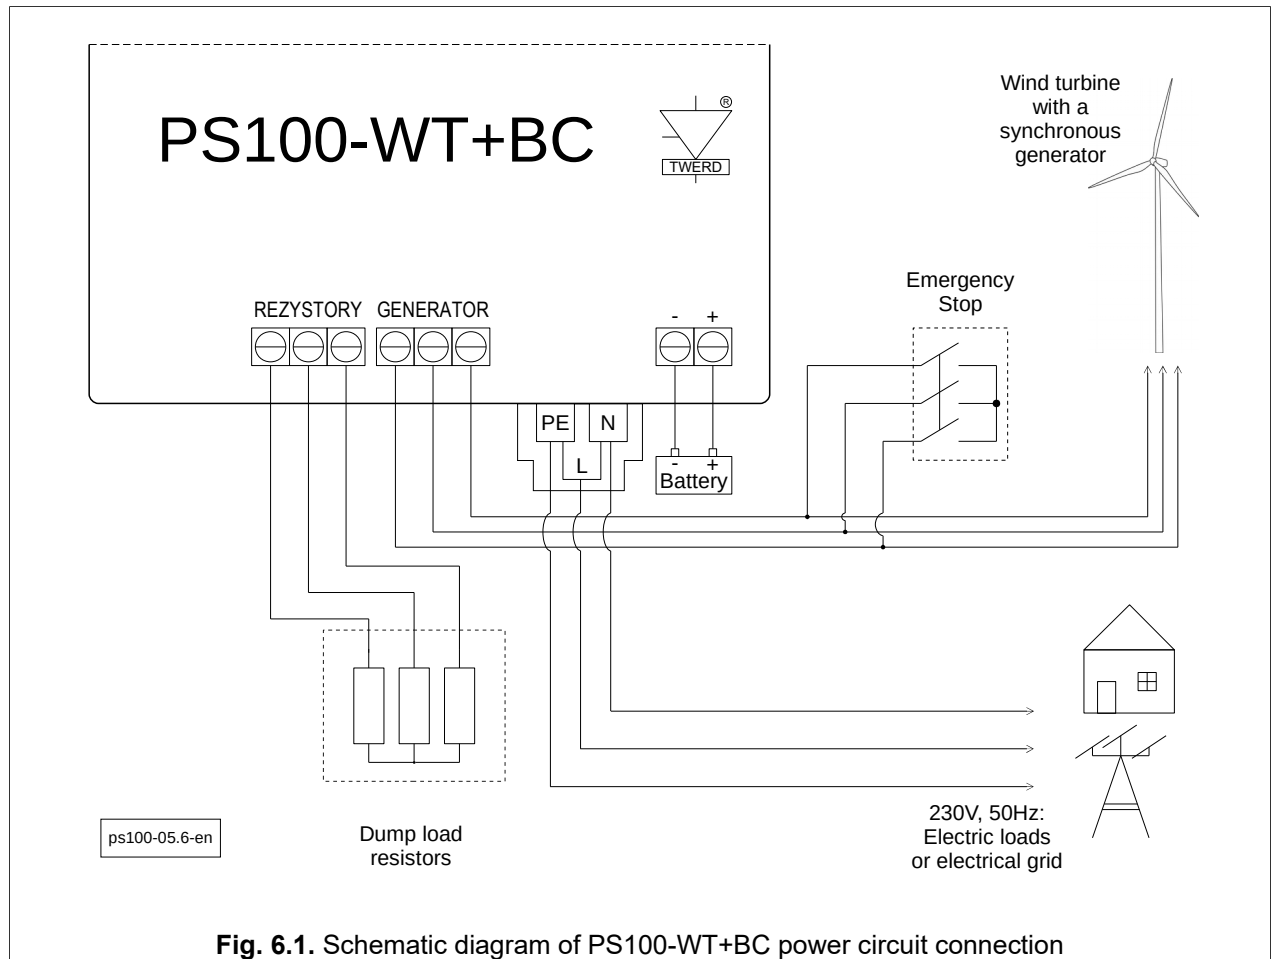 PS100-WT+BC
®
TWERD
Wind turbine
with a
synchronous
generator
Emergency
Stop
REZYSTORY
GENERATOR
- +
PE
N
L
- +
Battery
230V, 50Hz:
Electric loads
or electrical grid
ps100-05.6-en
Dump load
resistors
Fig. 6.1. Schematic diagram of PS100-WT+BC power circuit connection